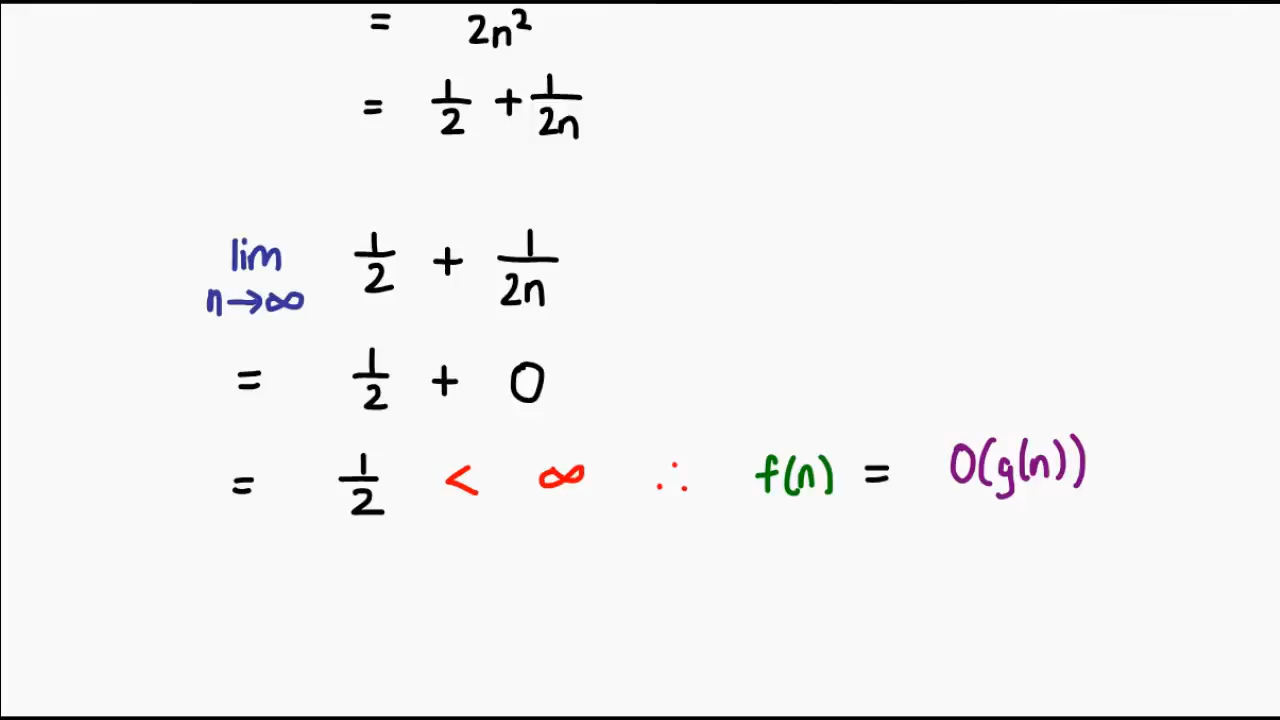 = 2n²
= 1/2 + 1/2n
lim n→∞ 1/2 + 1/2n
= 1/2 + 0
= 1/2 < ∞ ∴ f(n) = O(g(n))